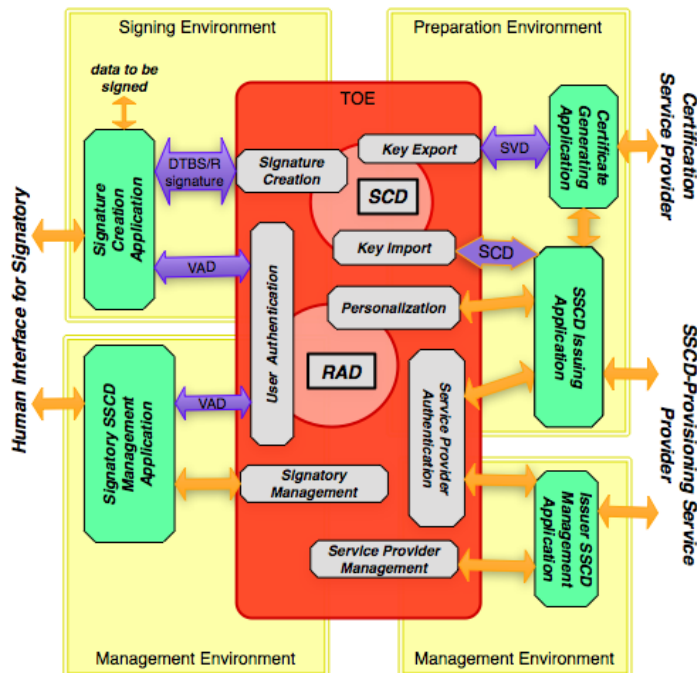 Signing Environment
Preparation Environment
data to be
signed
TOE
Certification
Service Provider
Certificate
Generating
Application
Key Export
SVD
DTBS/R
signature
Signature
Creation
SCD
Signature
Creation
Application
Key Import
SCD
Human Interface for Signatory
VAD
Personalization
SSCD Issuing
Application
User Authentication
RAD
SSCD-Provisioning Service
Provider
Service Provider
Authentication
Signatory SSCD
Management
Application
VAD
Signatory
Management
Issuer SSCD
Management
Application
Service Provider
Management
Management Environment
Management Environment